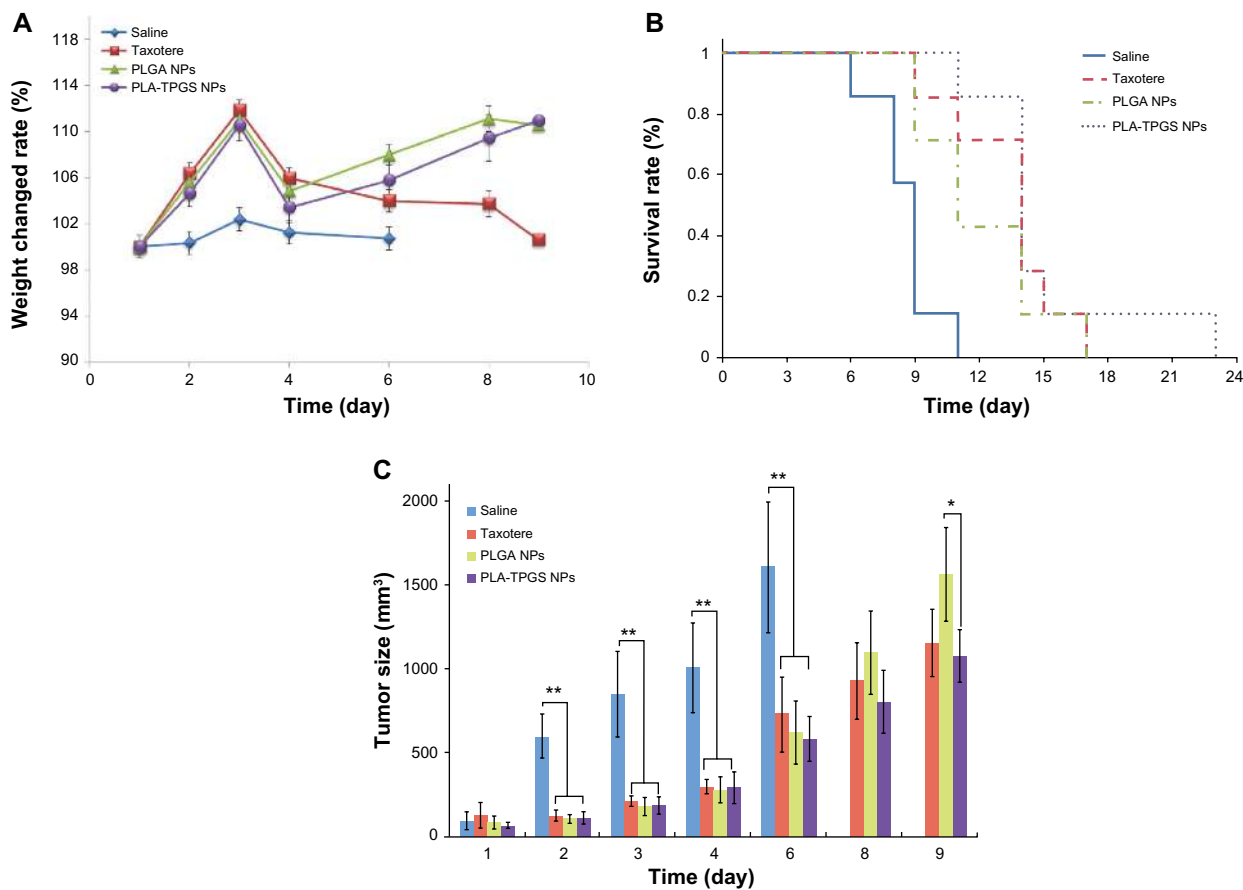 A
Saline
Taxotere
PLGA NPs
PLA-TPGS NPs
Weight changed rate (%)
118
114
110
106
102
98
94
90
0 2 4 6 8 10
Time (day)
B
Saline
Taxotere
PLGA NPs
PLA-TPGS NPs
Survival rate (%)
1
0.8
0.6
0.4
0.2
0
0 3 6 9 12 15 18 21 24
Time (day)
C
Saline
Taxotere
PLGA NPs
PLA-TPGS NPs
Tumor size (mm³)
2000
1500
1000
500
0
**
**
**
**
*
1 2 3 4 6 8 9
Time (day)